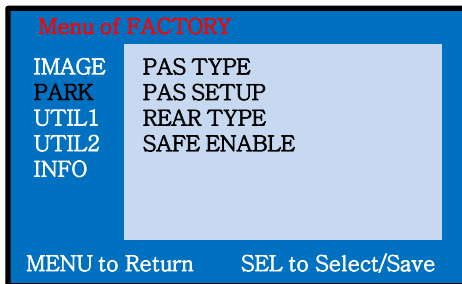 Menu of FACTORY
IMAGE PAS TYPE
PARK PAS SETUP
UTIL1 REAR TYPE
UTIL2 SAFE ENABLE
INFO
MENU to Return SEL to Select/Save